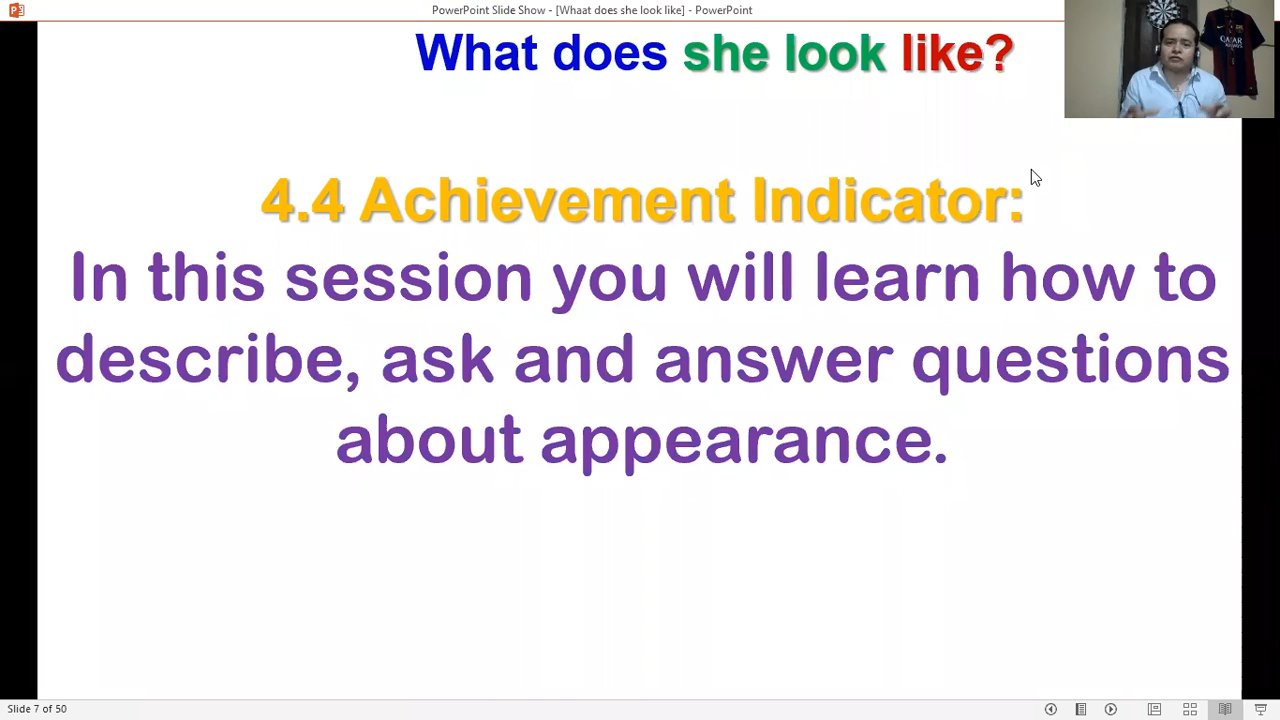 PowerPoint Slide Show - [Whaat does she look like] - PowerPoint
What does she look like?
QATAR
4.4 Achievement Indicator:
In this session you will learn how to
describe, ask and answer questions
about appearance.
Slide 7 of 50